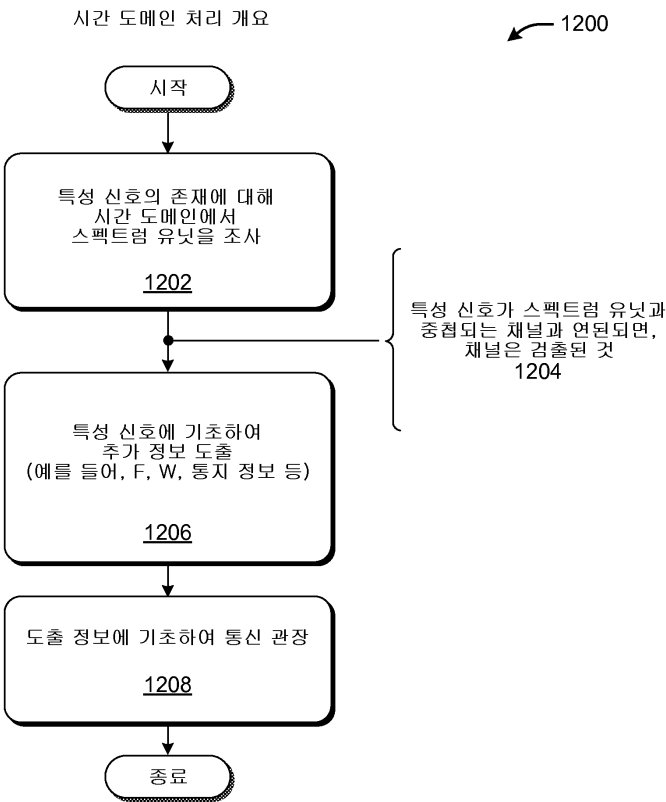 시간 도메인 처리 개요
1200
시작
특성 신호의 존재에 대해
시간 도메인에서
스펙트럼 유닛을 조사
1202
특성 신호가 스펙트럼 유닛과
중첩되는 채널과 연된되면,
채널은 검출된 것
1204
특성 신호에 기초하여
추가 정보 도출
(예를 들어, F, W, 통지 정보 등)
1206
도출 정보에 기초하여 통신 관장
1208
종료